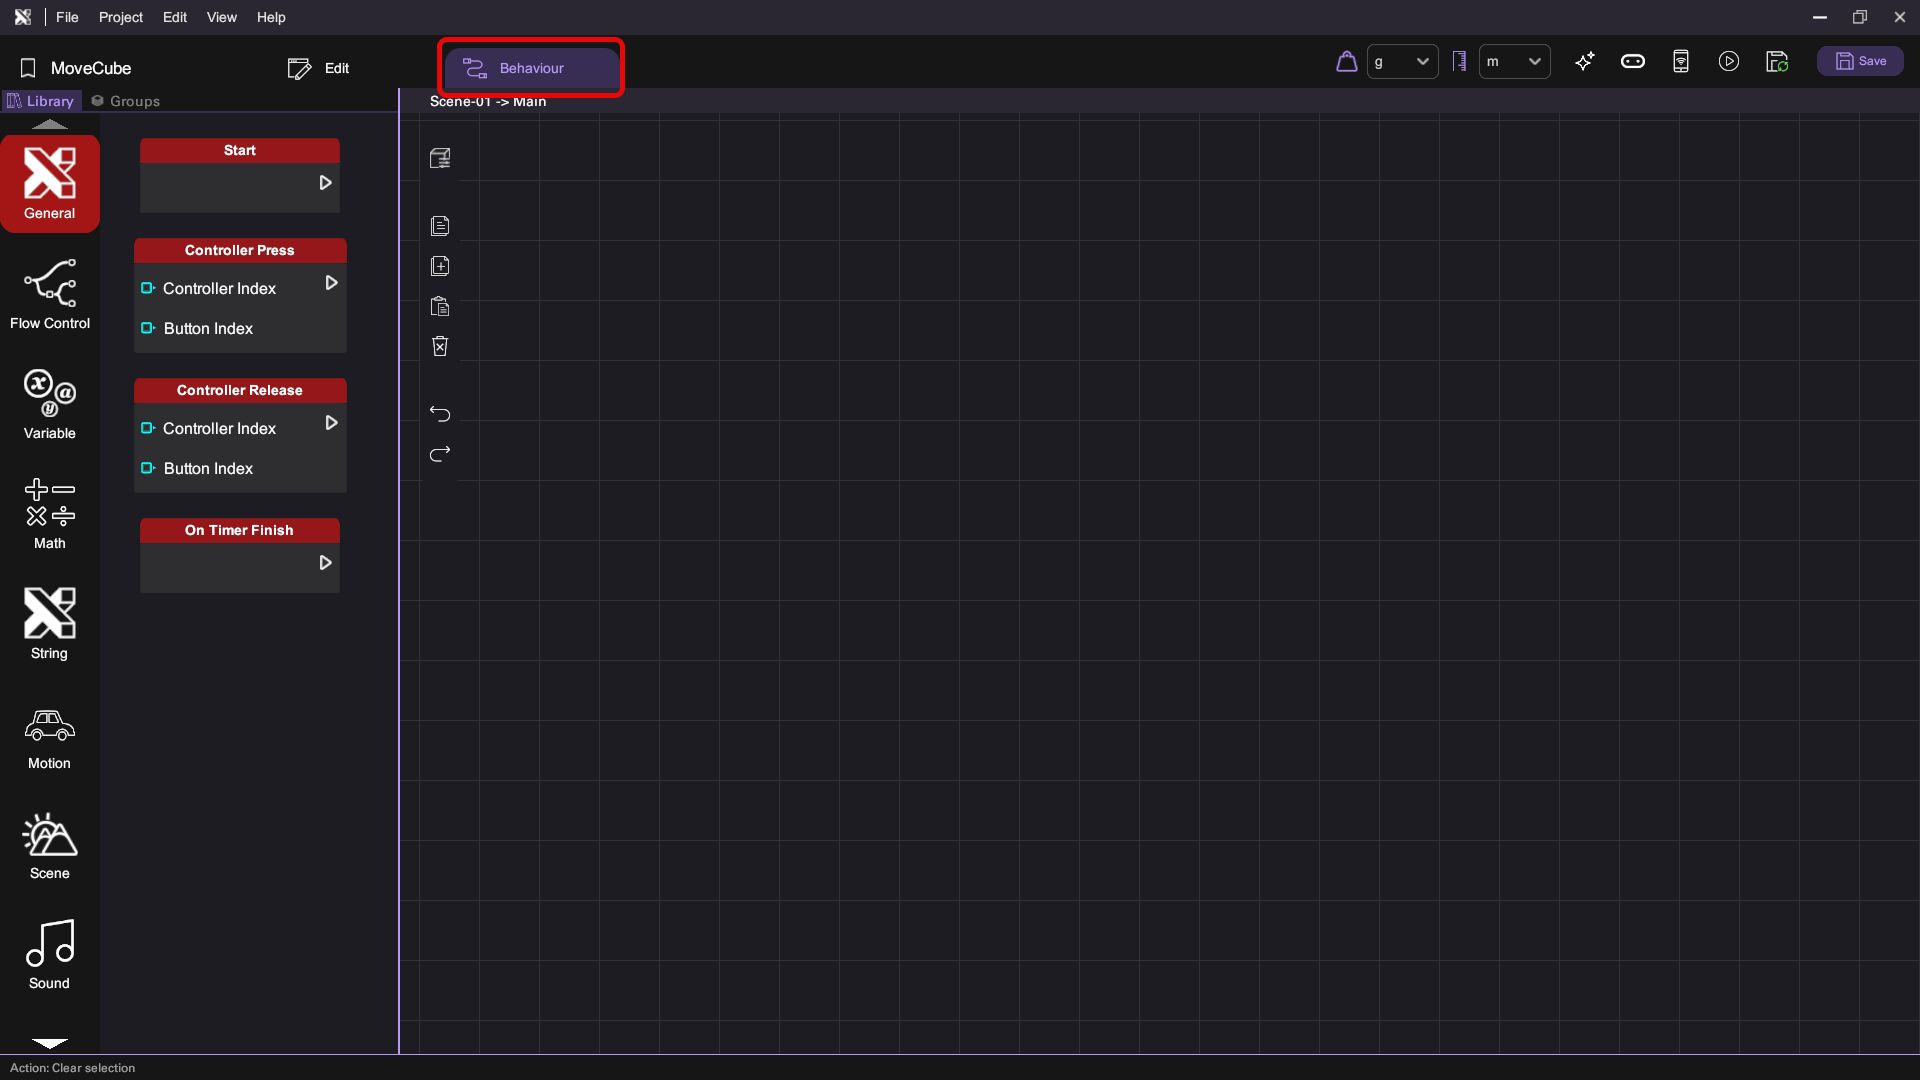 File Project Edit View Help
MoveCube
Edit
Behaviour
g
m
Save
Library
Groups
Scene-01 -> Main
General
Flow Control
Variable
Math
String
Motion
Scene
Sound
Start
Controller Press
Controller Index
Button Index
Controller Release
Controller Index
Button Index
On Timer Finish
Action: Clear selection